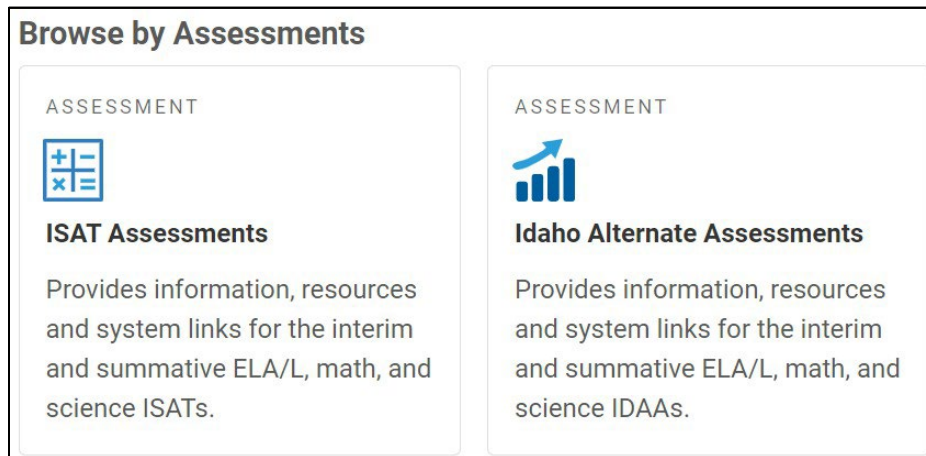 Browse by Assessments
ASSESSMENT
ISAT Assessments
Provides information, resources
and system links for the interim
and summative ELA/L, math, and
science ISATs.
ASSESSMENT
Idaho Alternate Assessments
Provides information, resources
and system links for the interim
and summative ELA/L, math, and
science IDAAs.